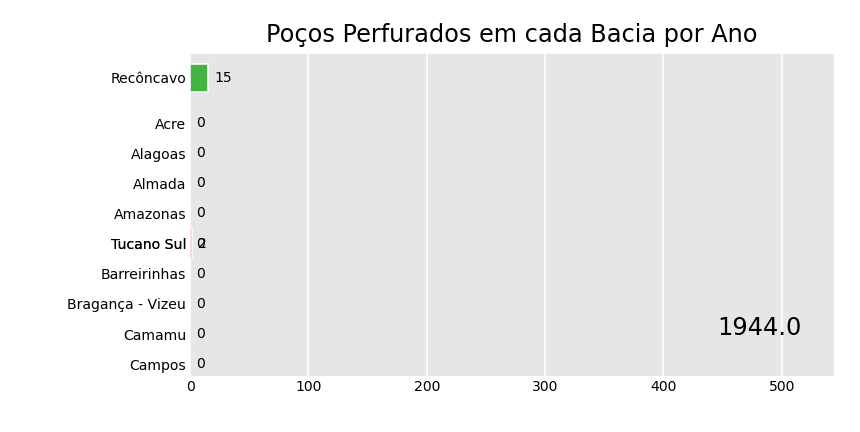 Poços Perfurados em cada Bacia por Ano
Recôncavo 15
Acre 0
Alagoas 0
Almada 0
Amazonas 0
Tucano Sul
Barreirinhas 0
Bragança - Vizeu 0
Camamu 0
Campos 0
1944.0
0 100 200 300 400 500